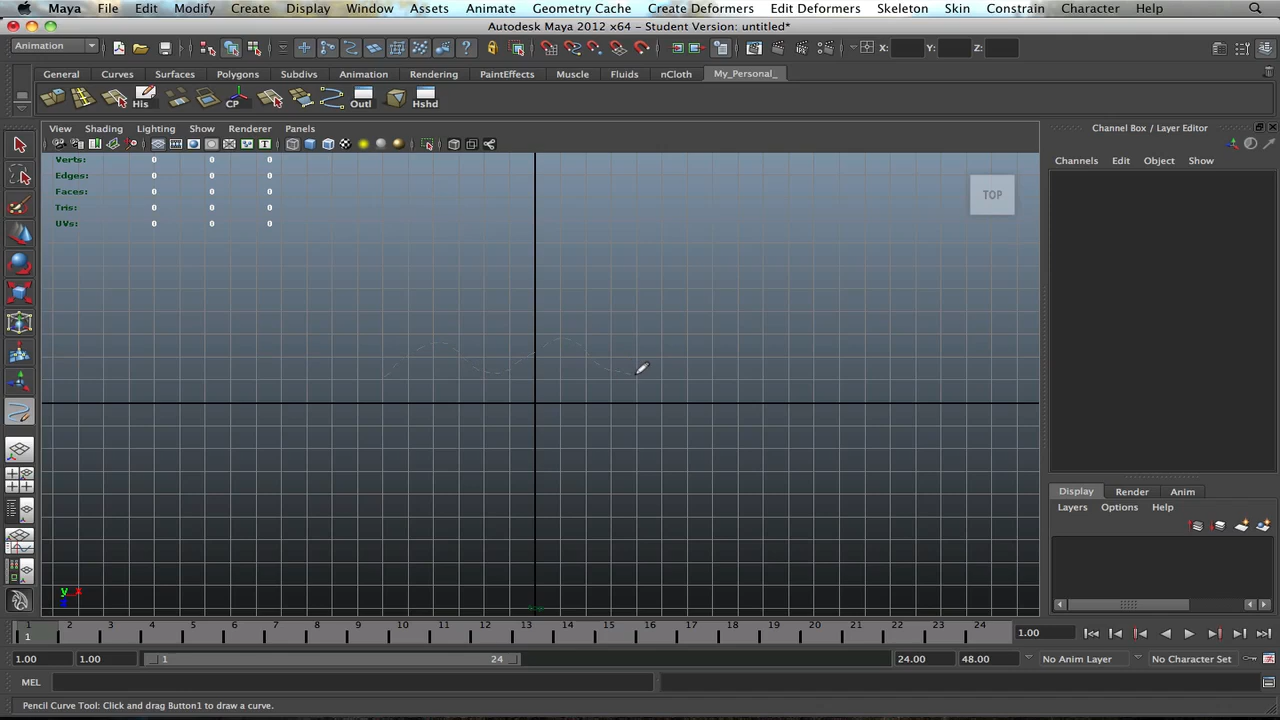 Maya File Edit Modify Create Display Window Assets Animate Geometry Cache Create Deformers Edit Deformers Skeleton Skin Constrain Character Help
Autodesk Maya 2012 x64 - Student Version: untitled*
Animation X: Y: Z:
General Curves Surfaces Polygons Subdivs Animation Rendering PaintEffects Muscle Fluids nCloth My_Personal_
His CP Outl Hshd
View Shading Lighting Show Renderer Panels
Channel Box / Layer Editor
Channels Edit Object Show
Verts: 0 0 0
Edges: 0 0 0
Faces: 0 0 0
Tris: 0 0 0
UVs: 0 0 0
TOP
Display Render Anim
Layers Options Help
y
1 2 3 4 5 6 7 8 9 10 11 12 13 14 15 16 17 18 19 20 21 22 23 24
1 1.00
1.00 1.00 1 24 24.00 48.00 No Anim Layer No Character Set
MEL
Pencil Curve Tool: Click and drag Button1 to draw a curve.